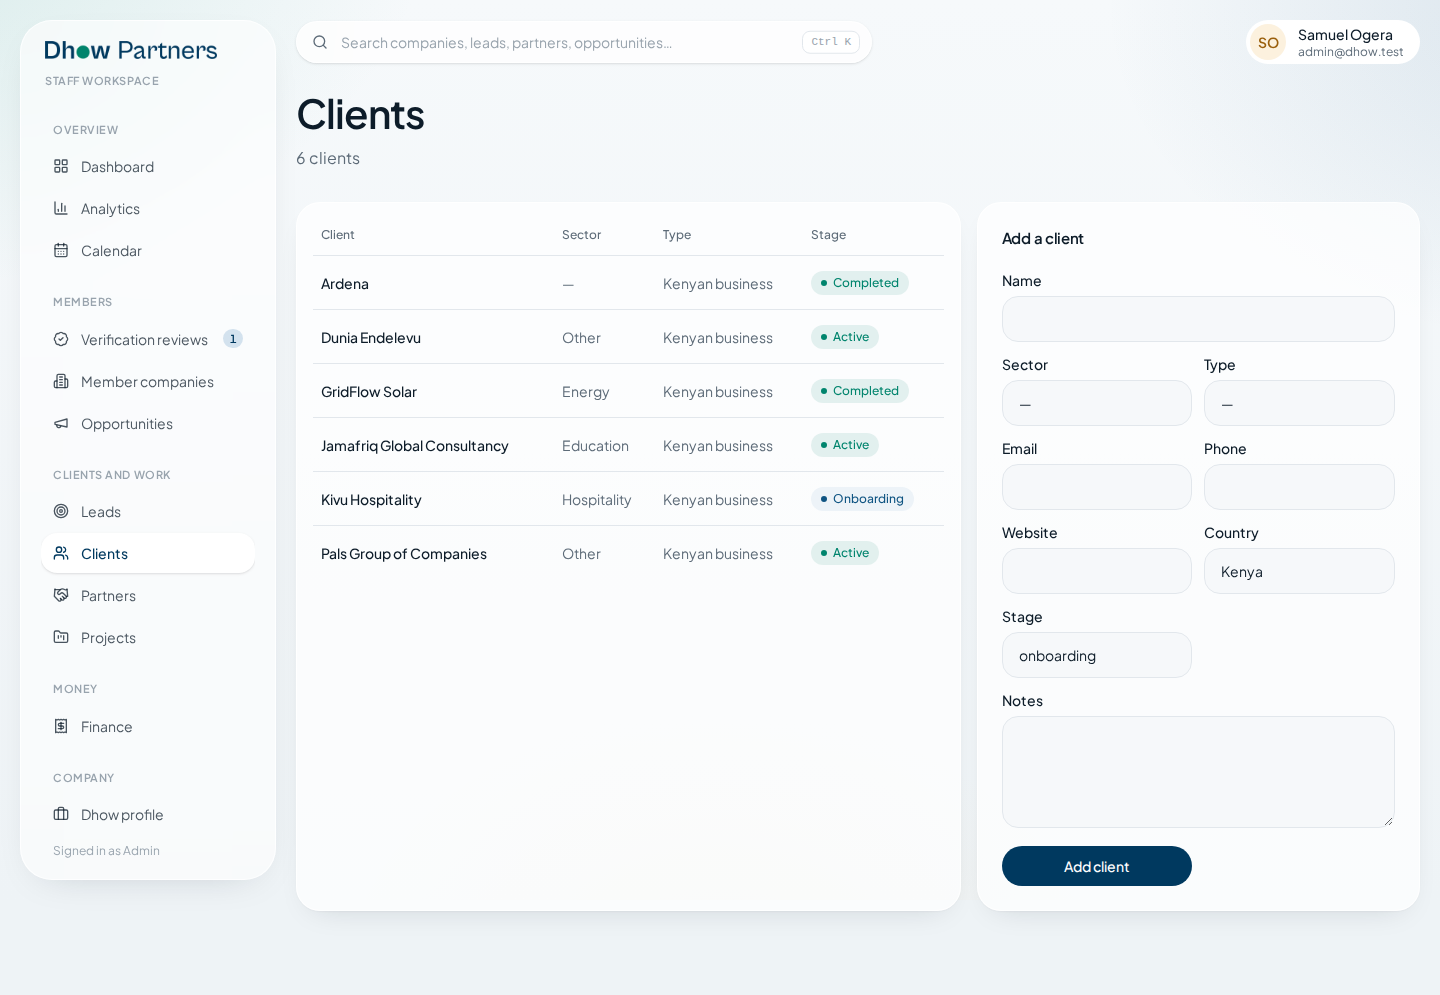 Dhow Partners
STAFF WORKSPACE
OVERVIEW
Dashboard
Analytics
Calendar
MEMBERS
Verification reviews 1
Member companies
Opportunities
CLIENTS AND WORK
Leads
Clients
Partners
Projects
MONEY
Finance
COMPANY
Dhow profile
Signed in as Admin
Search companies, leads, partners, opportunities... Ctrl K
SO
Samuel Ogera
admin@dhow.test
Clients
6 clients
Client Sector Type Stage
Ardena — Kenyan business Completed
Dunia Endelevu Other Kenyan business Active
GridFlow Solar Energy Kenyan business Completed
Jamafriq Global Consultancy Education Kenyan business Active
Kivu Hospitality Hospitality Kenyan business Onboarding
Pals Group of Companies Other Kenyan business Active
Add a client
Name
Sector Type
— —
Email Phone
Website Country
Kenya
Stage
onboarding
Notes
Add client